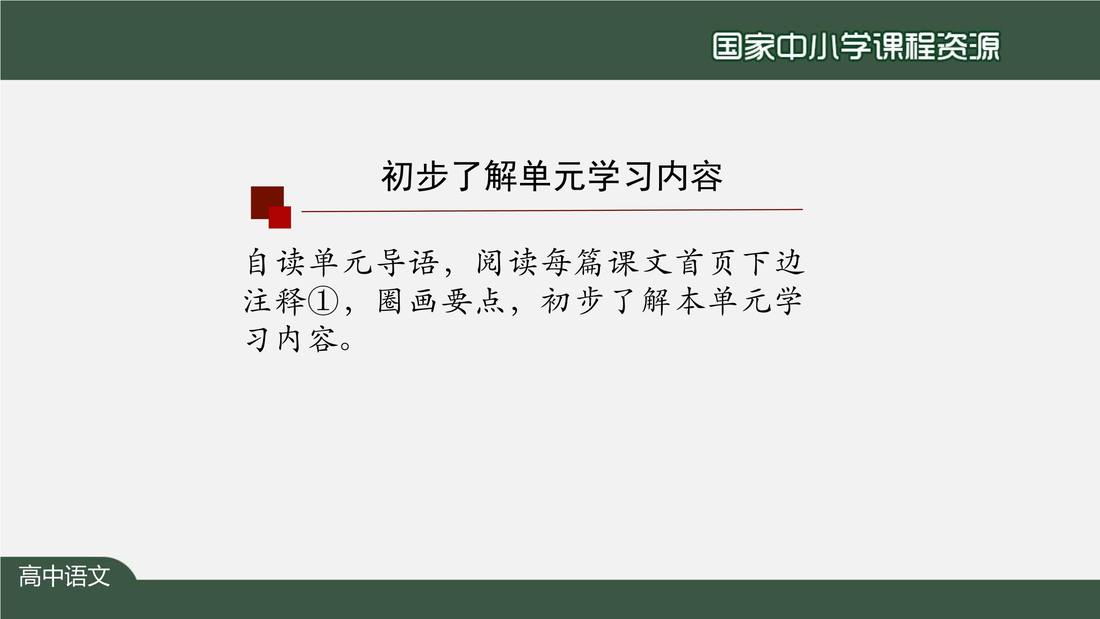 国家中小学课程资源
初步了解单元学习内容
自读单元导语，阅读每篇课文首页下边
注释①，圈画要点，初步了解本单元学
习内容。
高中语文